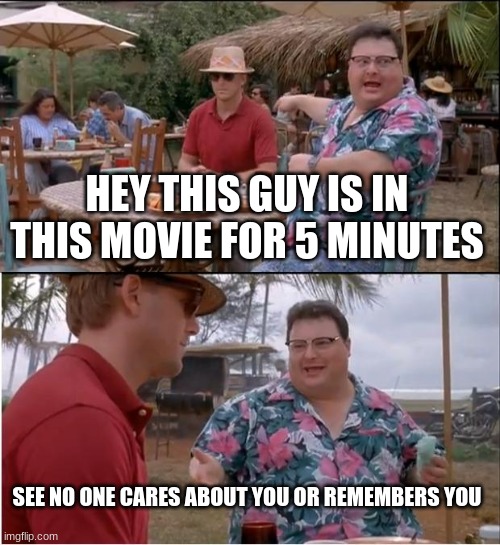 HEY THIS GUY IS IN
THIS MOVIE FOR 5 MINUTES
SEE NO ONE CARES ABOUT YOU OR REMEMBERS YOU
imgflip.com